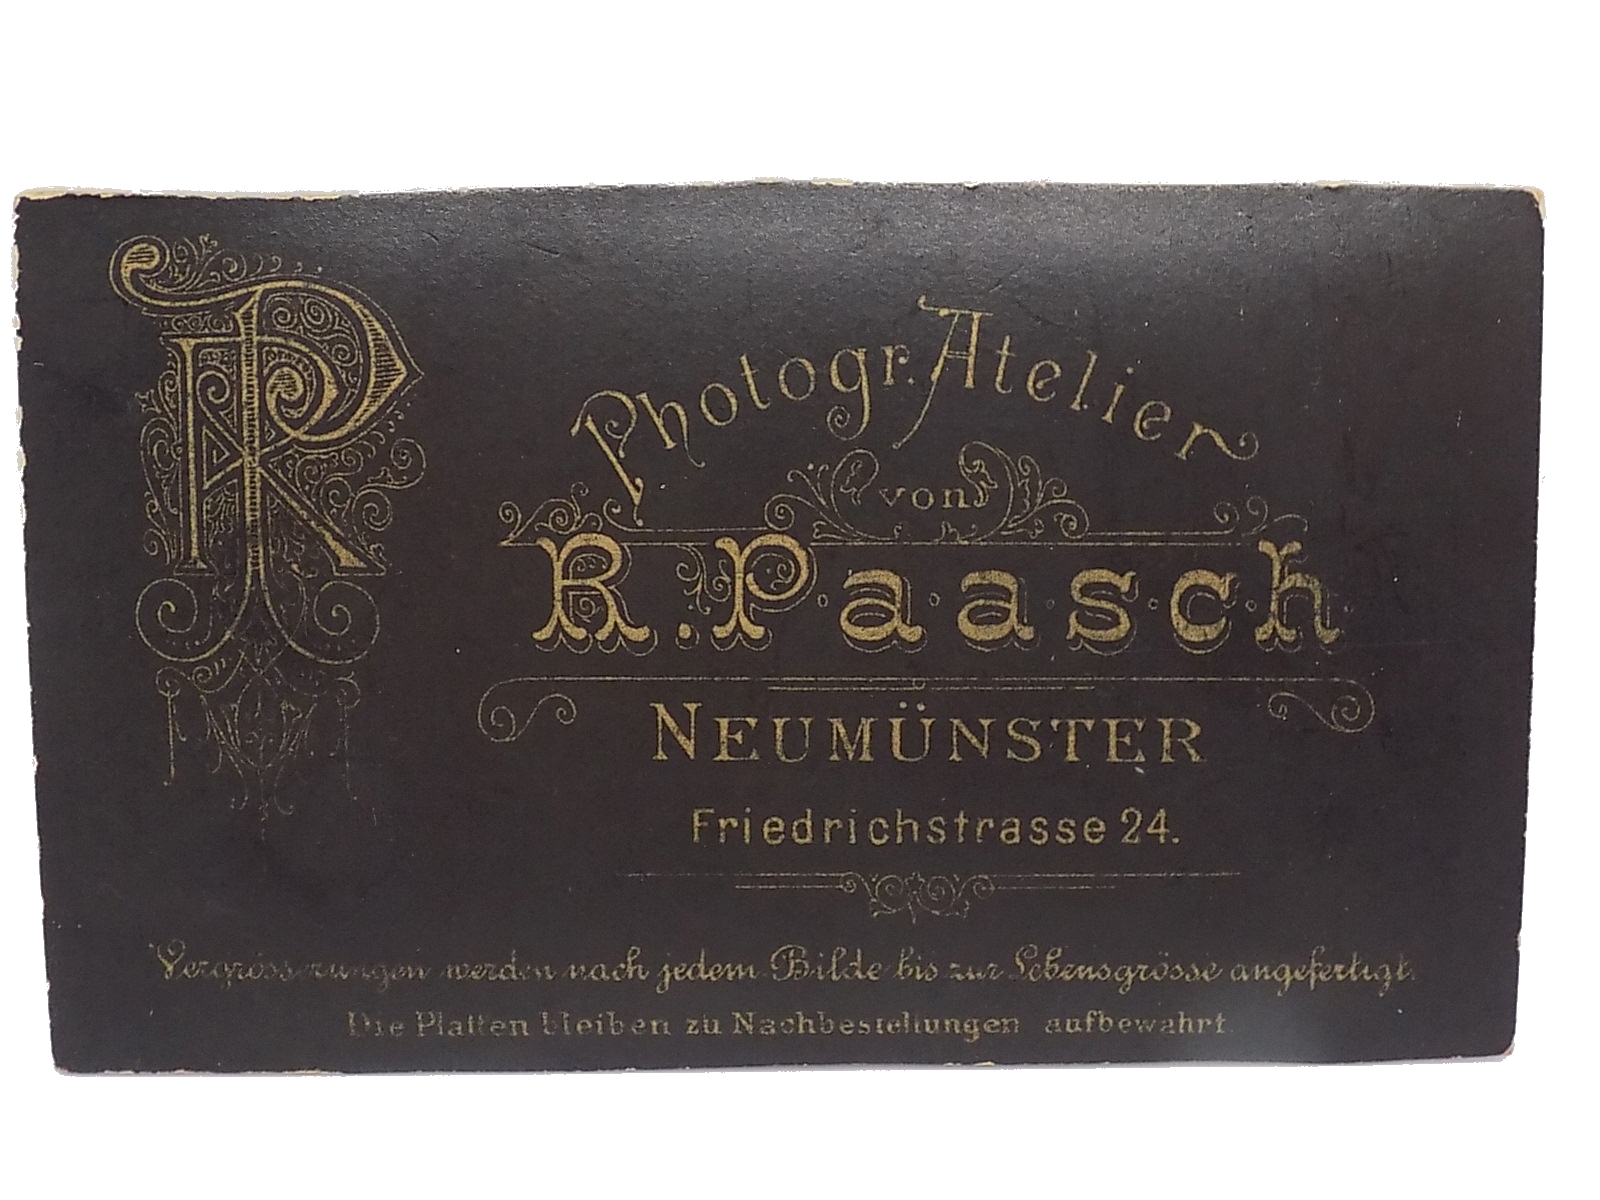 RP
Photogr. Atelier
von
R. Paasch
NEUMÜNSTER
Friedrichstrasse 24.
Vergrösserungen werden nach jedem Bilde bis zur Lebensgrösse angefertigt.
Die Platten bleiben zu Nachbestellungen aufbewahrt.